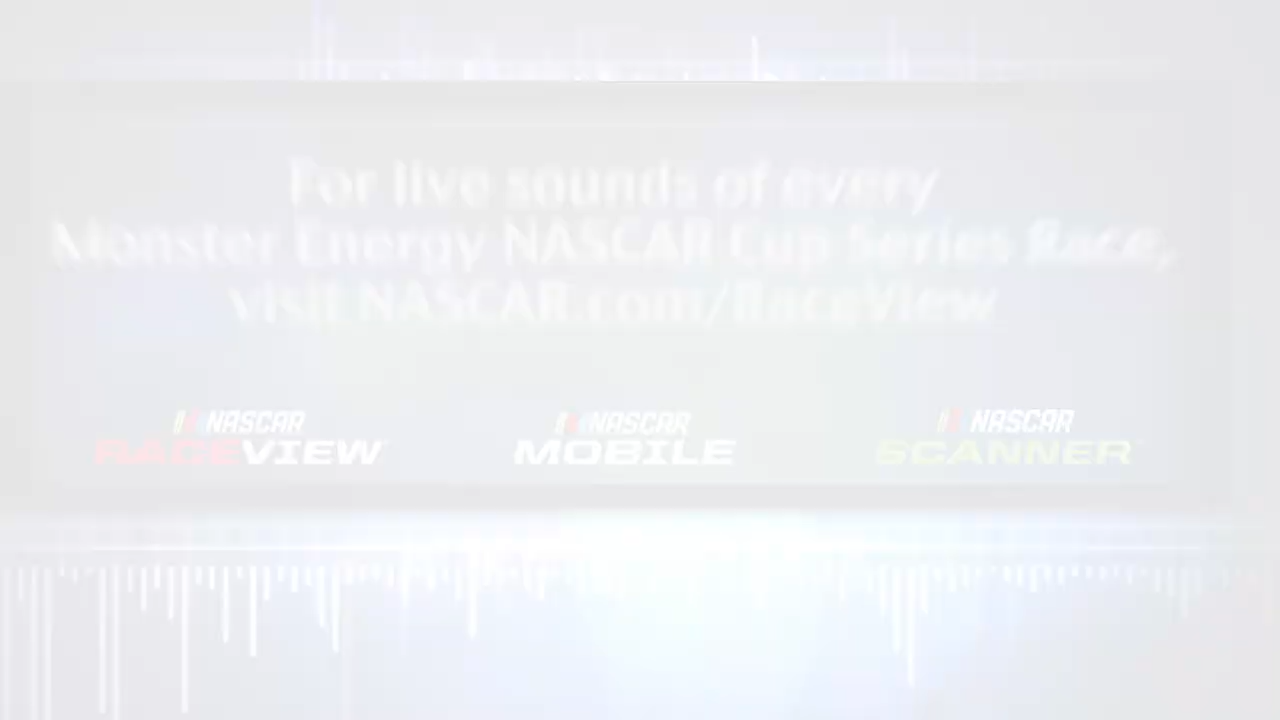 For live sounds of every
Monster Energy NASCAR Cup Series Race,
visit NASCAR.com/RaceView
NASCAR
RACEVIEW
NASCAR
MOBILE
NASCAR
SCANNER